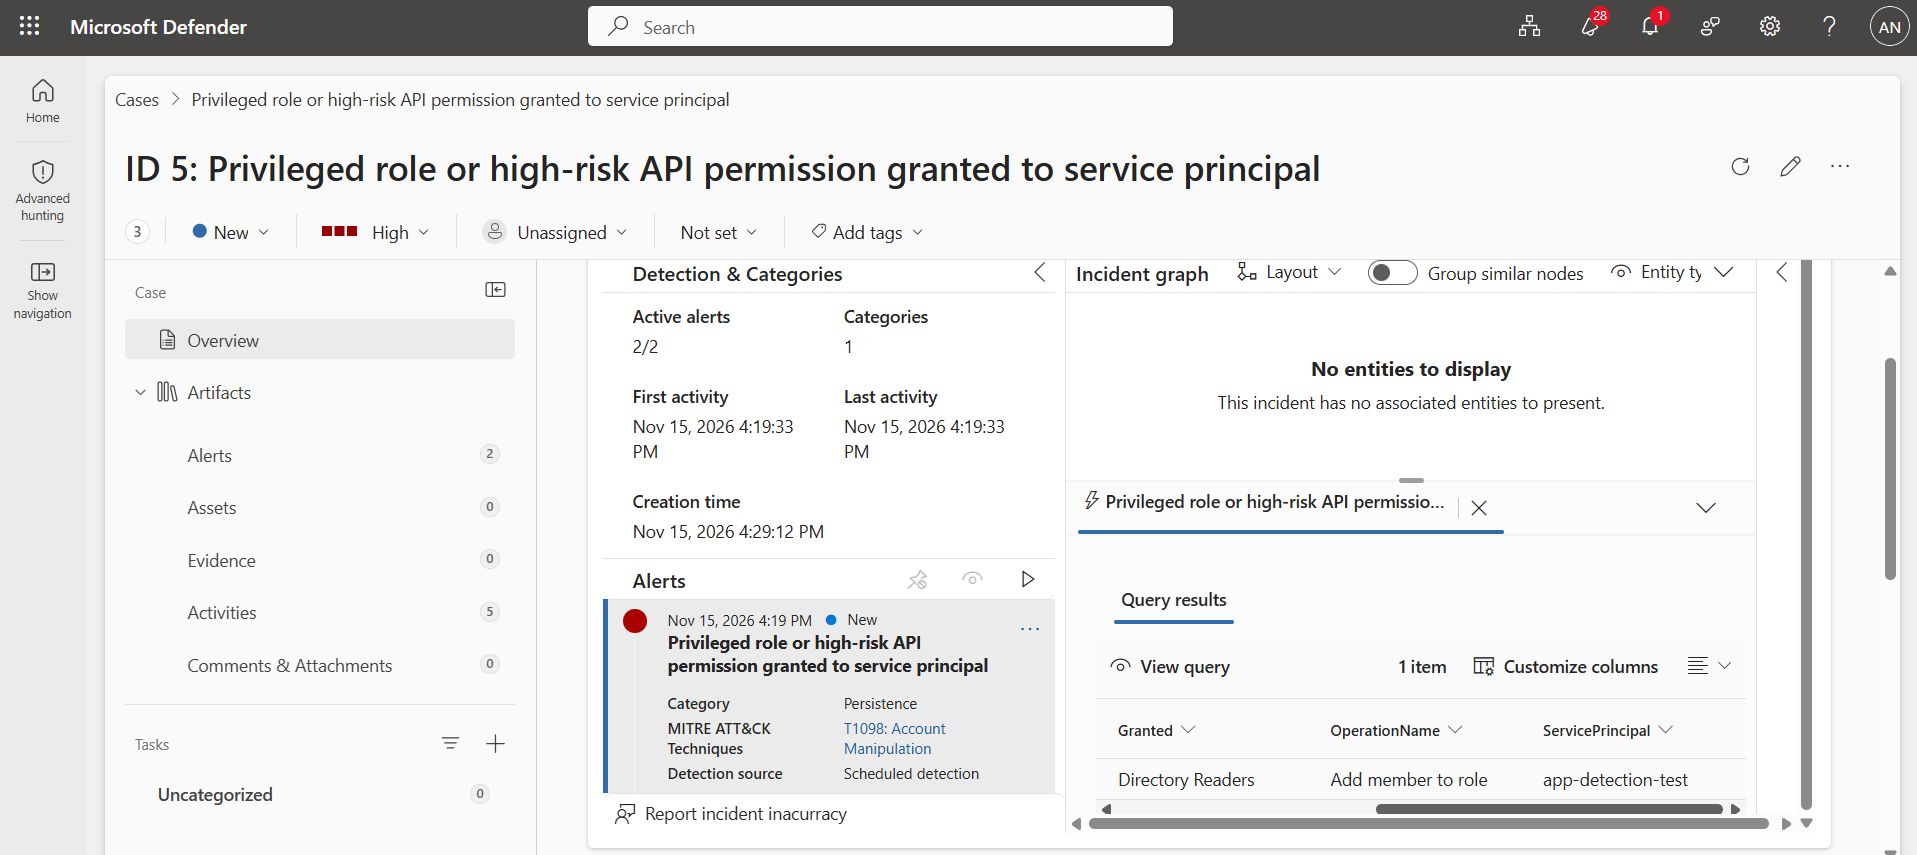 Microsoft Defender
Search
28
1
AN
Home
Advanced
hunting
Show
navigation
Cases > Privileged role or high-risk API permission granted to service principal
ID 5: Privileged role or high-risk API permission granted to service principal
3
New
High
Unassigned
Not set
Add tags
Case
Overview
Artifacts
Alerts 2
Assets 0
Evidence 0
Activities 5
Comments & Attachments 0
Tasks
Uncategorized 0
Detection & Categories
Active alerts Categories
2/2 1
First activity Last activity
Nov 15, 2026 4:19:33 Nov 15, 2026 4:19:33
PM PM
Creation time
Nov 15, 2026 4:29:12 PM
Alerts
Nov 15, 2026 4:19 PM New
Privileged role or high-risk API
permission granted to service principal
Category Persistence
MITRE ATT&CK T1098: Account
Techniques Manipulation
Detection source Scheduled detection
Report incident inacurracy
Incident graph Layout Group similar nodes Entity ty
No entities to display
This incident has no associated entities to present.
Privileged role or high-risk API permissio...
Query results
View query 1 item Customize columns
Granted OperationName ServicePrincipal
Directory Readers Add member to role app-detection-test